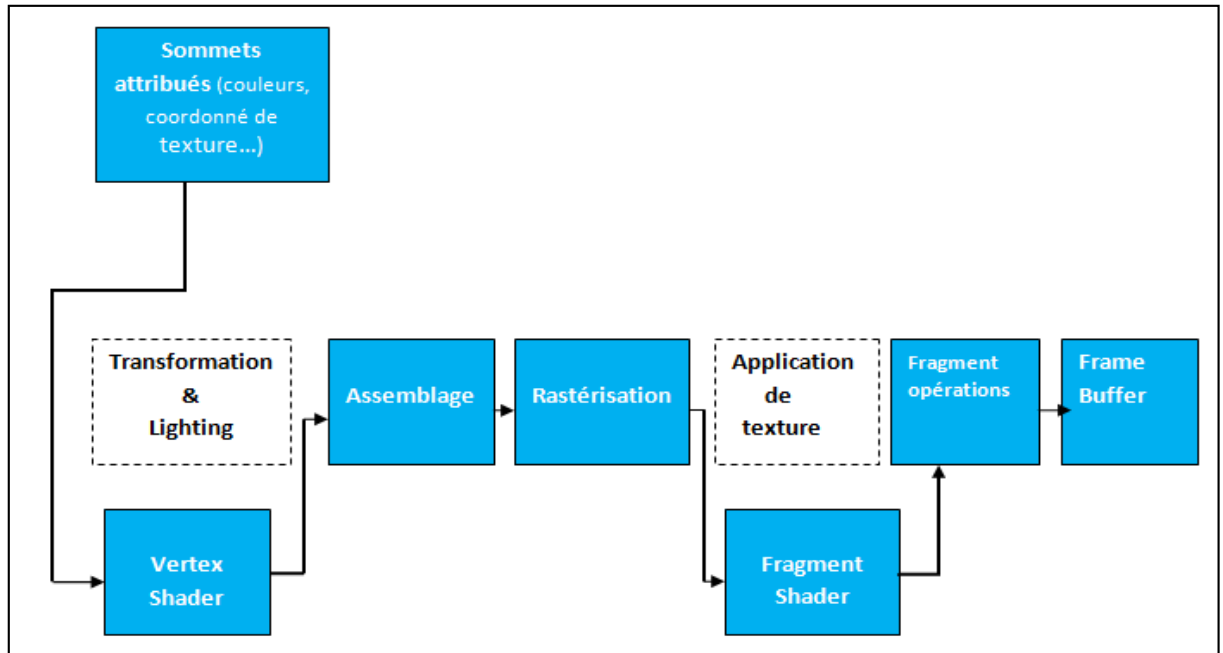 Sommets
attribués (couleurs,
coordonné de
texture...)
Transformation
&
Lighting
Assemblage
Rastérisation
Application
de
texture
Fragment
opérations
Frame
Buffer
Vertex
Shader
Fragment
Shader